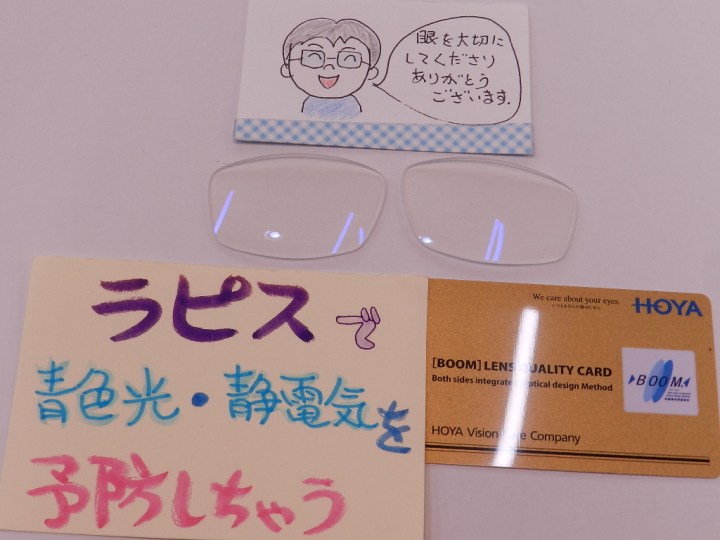 眼を大切に
してくださり
ありがとう
ございます。
ラピスで
青色光・静電気を
予防しちゃう
We care about your eyes.
HOYA
[BOOM] LENS QUALITY CARD
Both sides integrated optical design Method
BOOM
HOYA Vision Care Company